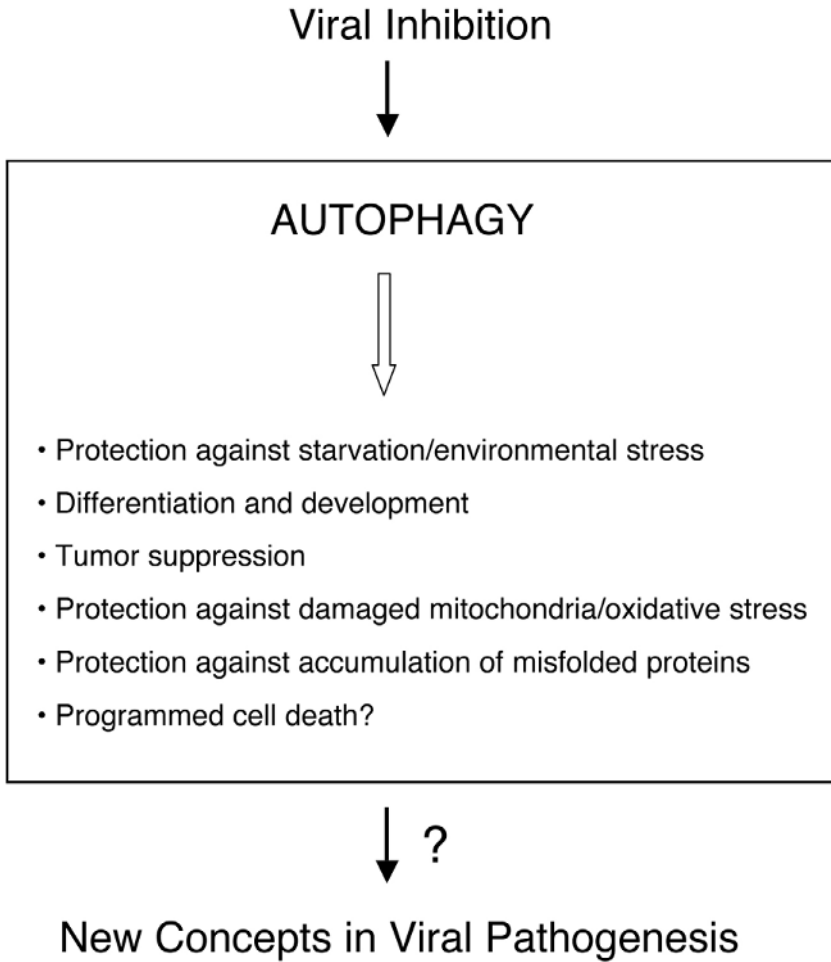 Viral Inhibition
AUTOPHAGY
• Protection against starvation/environmental stress
• Differentiation and development
• Tumor suppression
• Protection against damaged mitochondria/oxidative stress
• Protection against accumulation of misfolded proteins
• Programmed cell death?
?
New Concepts in Viral Pathogenesis